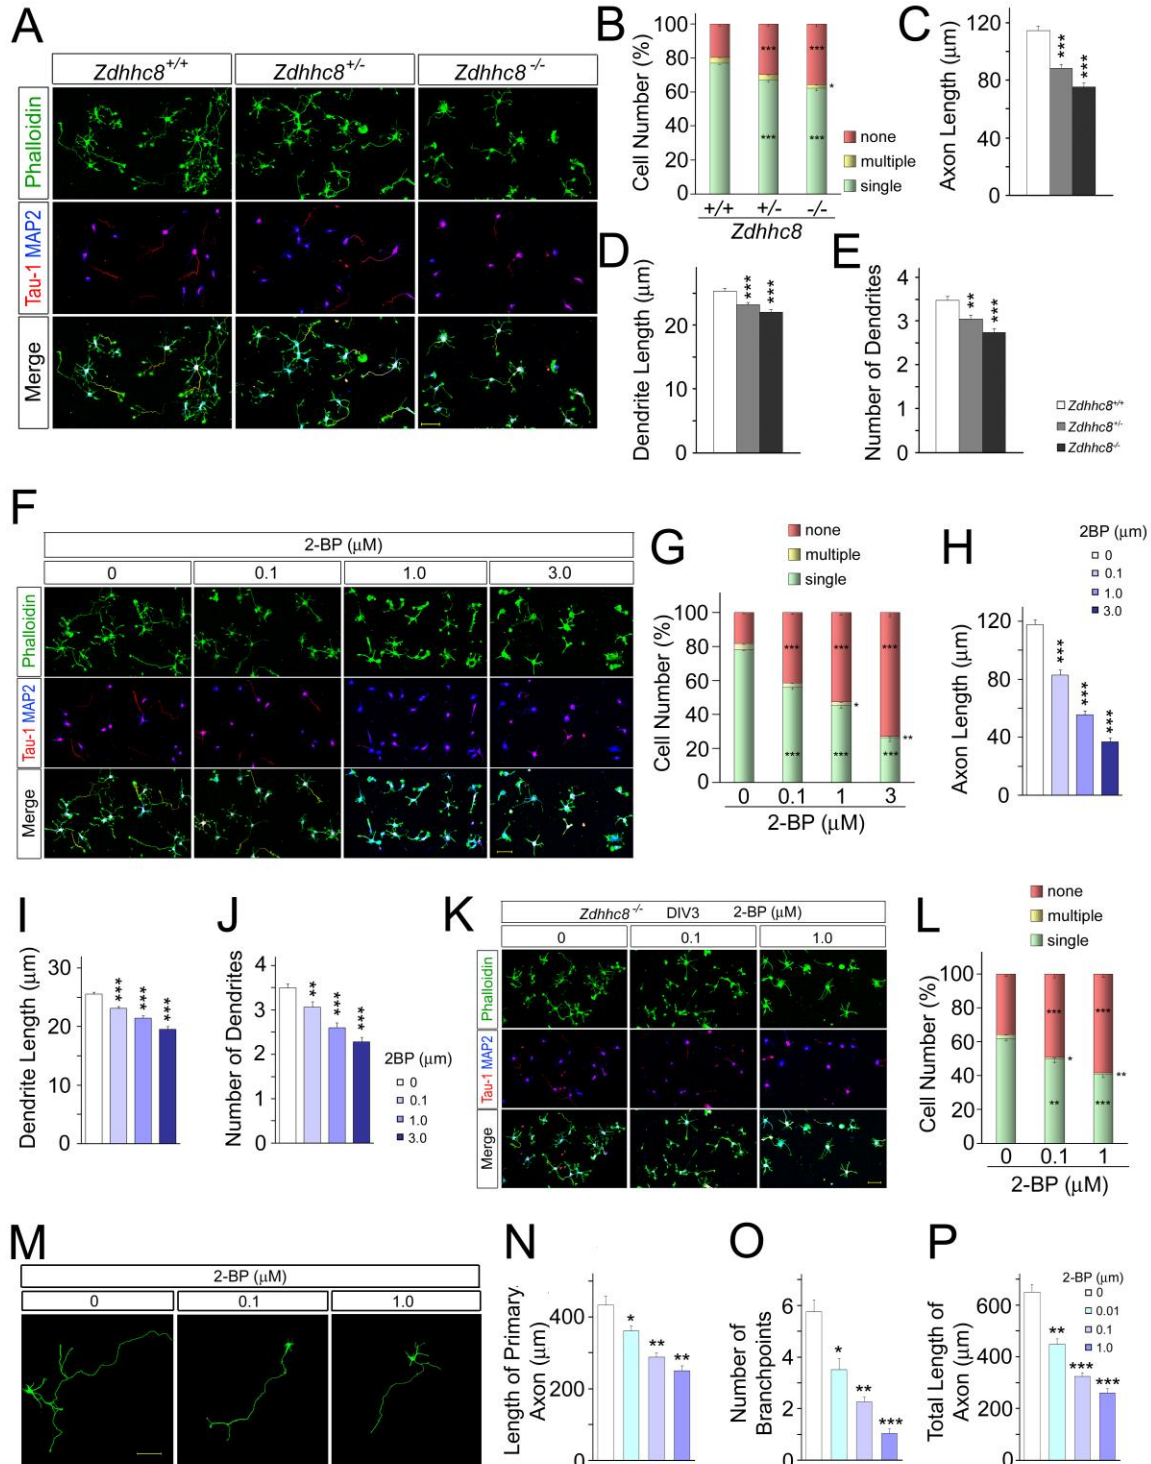 A
Zdhhc8+/+ Zdhhc8+/- Zdhhc8-/-
Phalloidin
Tau-1 MAP2
Merge
B
Cell Number (%)
100
80
60
40
20
0
***
***
***
***
*
none
multiple
single
+/+ +/- -/-
Zdhhc8
C
Axon Length (μm)
120
80
40
0
***
***
D
Dendrite Length (μm)
20
10
0
***
***
E
Number of Dendrites
4
3
2
1
0
**
***
Zdhhc8+/+
Zdhhc8+/-
Zdhhc8-/-
F
2-BP (μM)
0 0.1 1.0 3.0
Phalloidin
Tau-1 MAP2
Merge
G
none
multiple
single
Cell Number (%)
100
80
60
40
20
0
*** *** ***
*
**
*** *** ***
0 0.1 1 3
2-BP (μM)
H
2BP (μm)
0
0.1
1.0
3.0
Axon Length (μm)
120
80
40
0
***
***
***
I
Dendrite Length (μm)
30
20
10
0
***
***
***
J
Number of Dendrites
4
3
2
1
0
**
***
***
2BP (μm)
0
0.1
1.0
3.0
K
Zdhhc8-/- DIV3 2-BP (μM)
0 0.1 1.0
Phalloidin
Tau-1 MAP2
Merge
L
none
multiple
single
Cell Number (%)
100
80
60
40
20
0
*** ***
*
**
** ***
0 0.1 1
2-BP (μM)
M
2-BP (μM)
0 0.1 1.0
N
Length of Primary
Axon (μm)
400
200
0
*
**
**
O
Number of
Branchpoints
6
4
2
0
*
**
***
P
Total Length of
Axon (μm)
600
400
200
0
**
***
***
2-BP (μm)
0
0.01
0.1
1.0